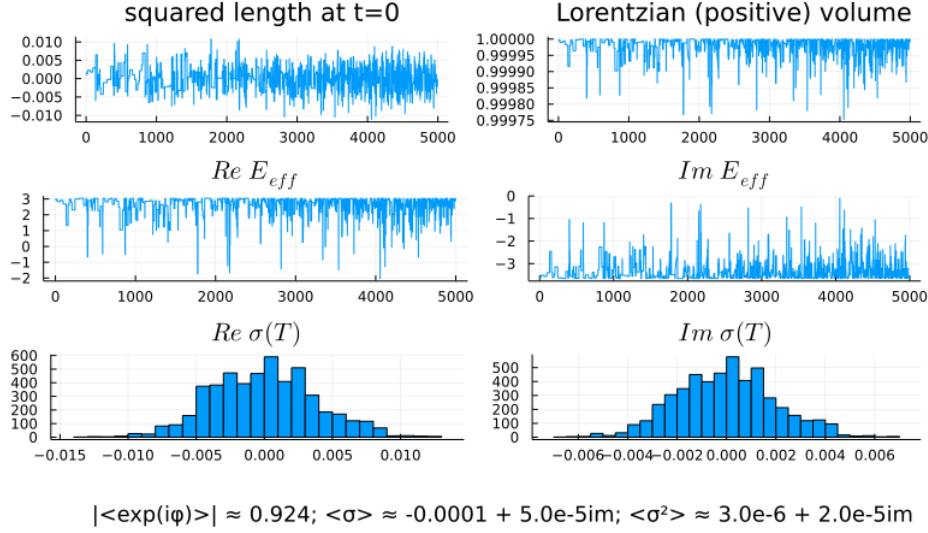 squared length at t=0
Lorentzian (positive) volume
0.010
0.005
0.000
−0.005
−0.010
0 1000 2000 3000 4000 5000
1.00000
0.99995
0.99990
0.99985
0.99980
0.99975
0 1000 2000 3000 4000 5000
Re E_eff
Im E_eff
3
2
1
0
−1
−2
0 1000 2000 3000 4000 5000
0
−1
−2
−3
0 1000 2000 3000 4000 5000
Re σ(T)
Im σ(T)
600
500
400
300
200
100
0
−0.015 −0.010 −0.005 0.000 0.005 0.010
500
400
300
200
100
0
−0.006 −0.004 −0.002 0.000 0.002 0.004 0.006
|<exp(iφ)>| ≈ 0.924; <σ> ≈ -0.0001 + 5.0e-5im; <σ²> ≈ 3.0e-6 + 2.0e-5im